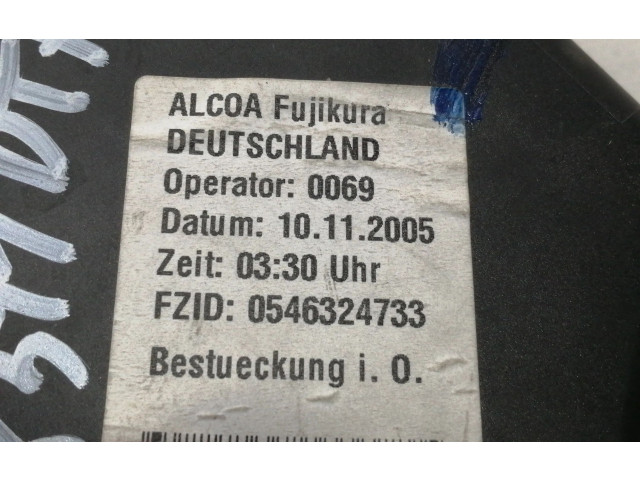 ALCOA Fujikura
DEUTSCHLAND
Operator: 0069
Datum: 10.11.2005
Zeit: 03:30 Uhr
FZID: 0546324733
Bestueckung i. O.